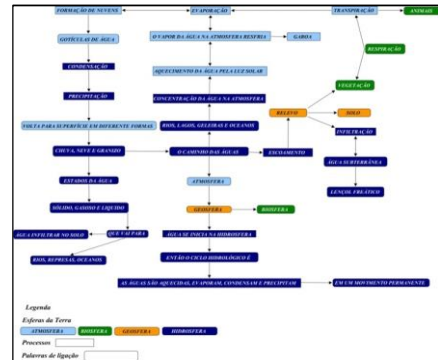 FORMAÇÃO DE NUVENS
EVAPORAÇÃO
TRANSPIRAÇÃO
ANIMAIS
GOTÍCULAS DE ÁGUA
O VAPOR DA ÁGUA NA ATMOSFERA RESFRIA
GAROA
RESPIRAÇÃO
CONDENSAÇÃO
AQUECIMENTO DA ÁGUA PELA LUZ SOLAR
VEGETAÇÃO
PRECIPITAÇÃO
CONCENTRAÇÃO DA ÁGUA NA ATMOSFERA
RELEVO
SOLO
VOLTA PARA SUPERFÍCIE EM DIFERENTE FORMAS
RIOS, LAGOS, GELEIRAS E OCEANOS
INFILTRAÇÃO
CHUVA, NEVE E GRANIZO
O CAMINHO DAS ÁGUAS
ESCOAMENTO
ÁGUA SUBTERRÂNEA
ESTADOS DA ÁGUA
ATMOSFERA
LENÇOL FREÁTICO
SÓLIDO, GASOSO E LIQUIDO
GEOSFERA
BIOSFERA
ÁGUA INFILTRAR NO SOLO
QUE VAI PARA
ÁGUA SE INICIA NA HIDROSFERA
RIOS, REPRESAS, OCEANOS
ENTÃO O CICLO HIDROLÓGICO É
AS ÁGUAS SÃO AQUECIDAS, EVAPORAM, CONDENSAM E PRECIPITAM
EM UM MOVIMENTO PERMANENTE
Legenda
Esferas da Terra
ATMOSFERA
BIOSFERA
GEOSFERA
HIDROSFERA
Processos
Palavras de ligação